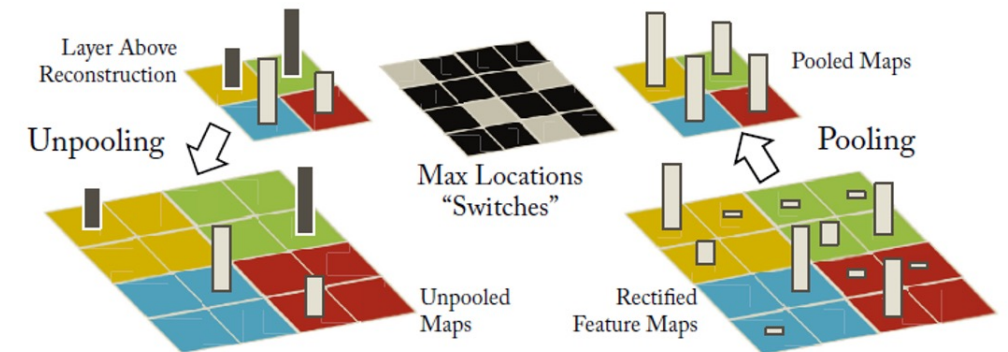 Layer Above
Reconstruction
Unpooling
Max Locations
“Switches”
Pooled Maps
Pooling
Unpooled
Maps
Rectified
Feature Maps